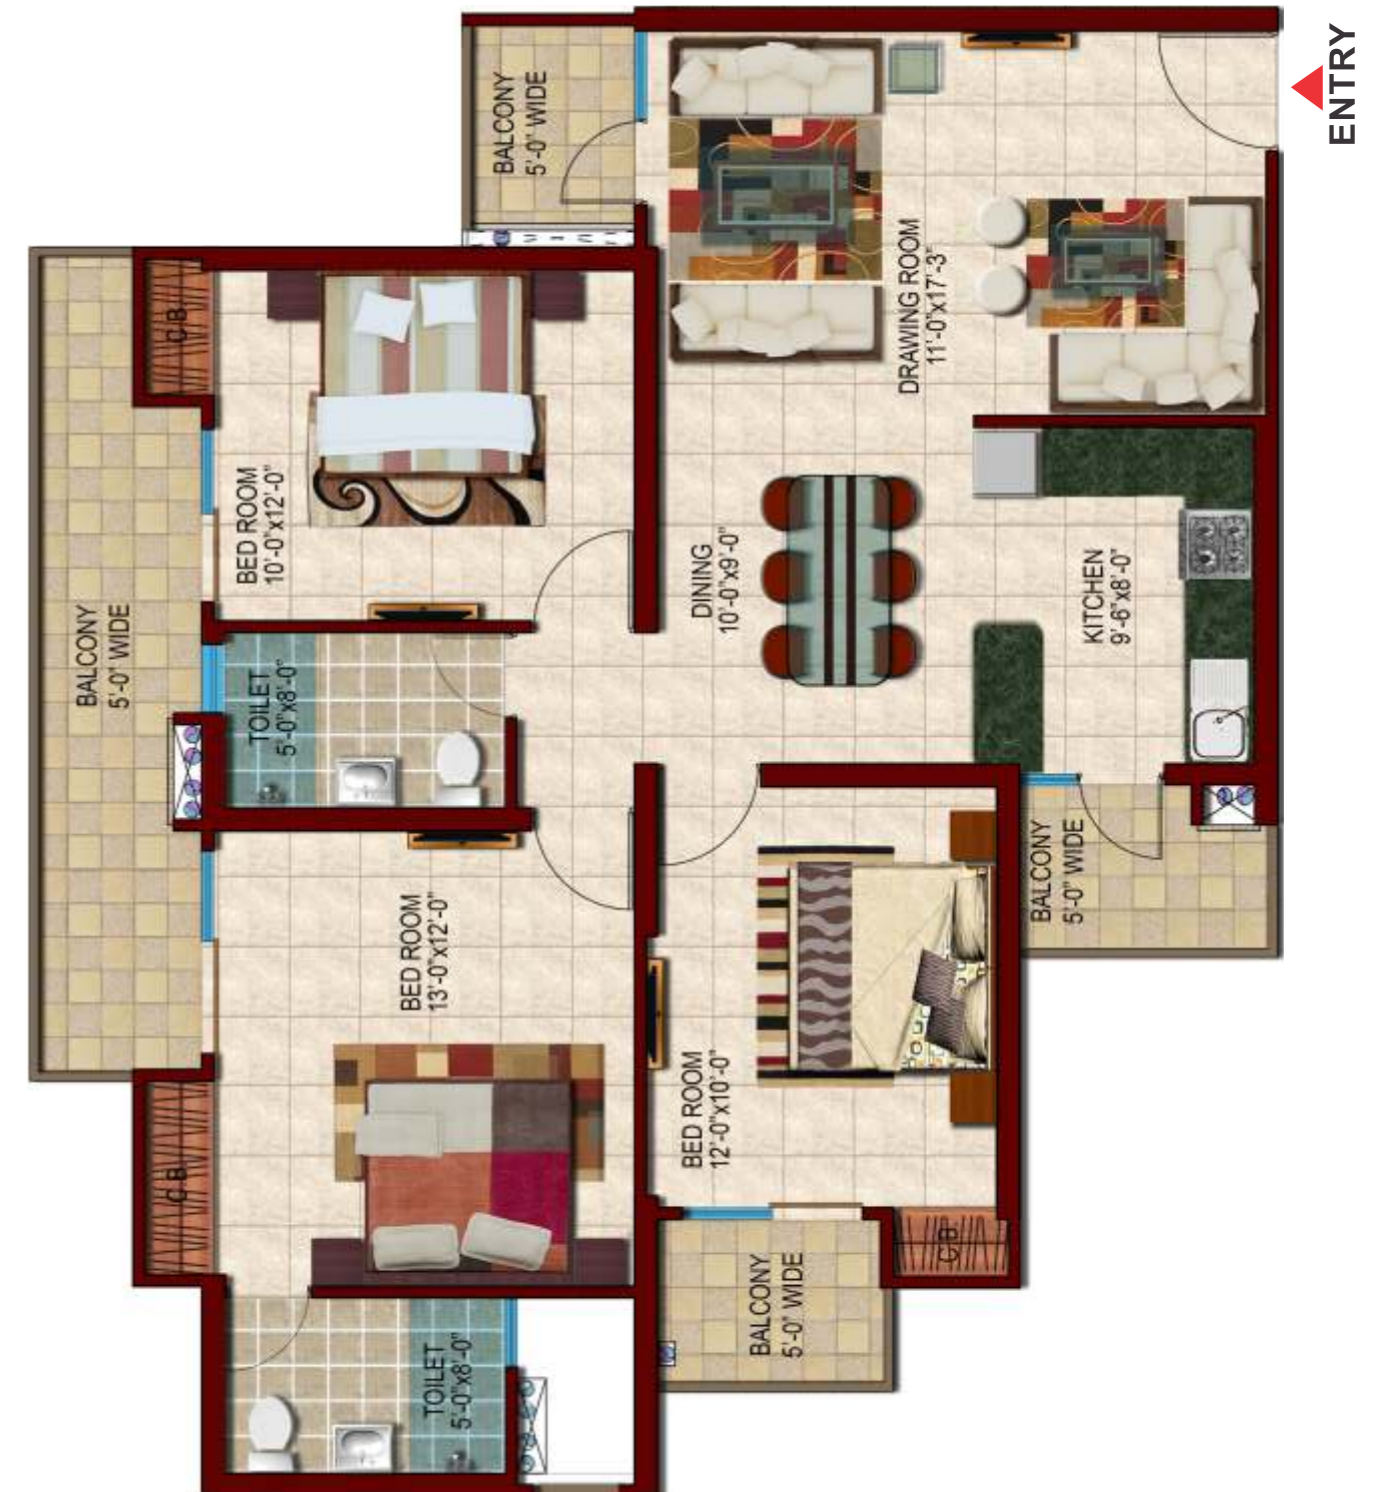 ENTRY
BALCONY
5'-0" WIDE
DRAWING ROOM
11'-0"x17'-3"
C.B.
BED ROOM
10'-0"x12'-0"
DINING
10'-0"x9'-0"
KITCHEN
9'-6"x8'-0"
BALCONY
5'-0" WIDE
TOILET
5'-0"x8'-0"
BALCONY
5'-0" WIDE
BED ROOM
13'-0"x12'-0"
BED ROOM
12'-0"x10'-0"
C.B.
C.B.
BALCONY
5'-0" WIDE
TOILET
5'-0"x8'-0"